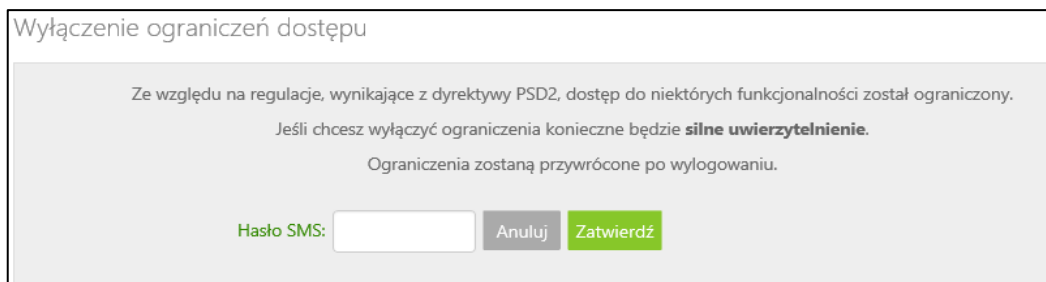 Wyłączenie ograniczeń dostępu
Ze względu na regulacje, wynikające z dyrektywy PSD2, dostęp do niektórych funkcjonalności został ograniczony.
Jeśli chcesz wyłączyć ograniczenia konieczne będzie silne uwierzytelnienie.
Ograniczenia zostaną przywrócone po wylogowaniu.
Hasło SMS: Anuluj Zatwierdź